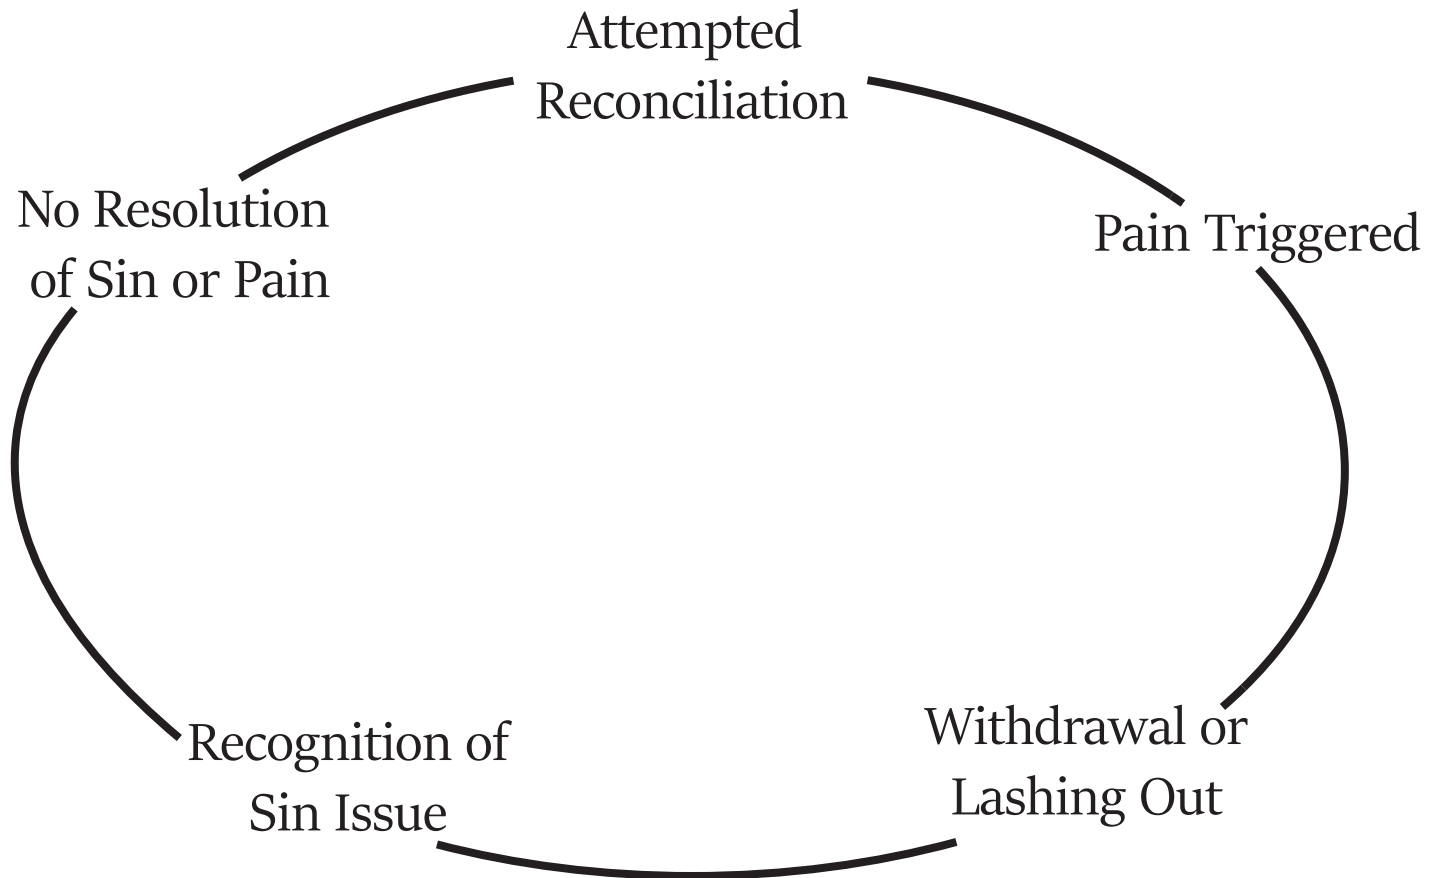 Attempted
Reconciliation
Pain Triggered
Withdrawal or
Lashing Out
Recognition of
Sin Issue
No Resolution
of Sin or Pain